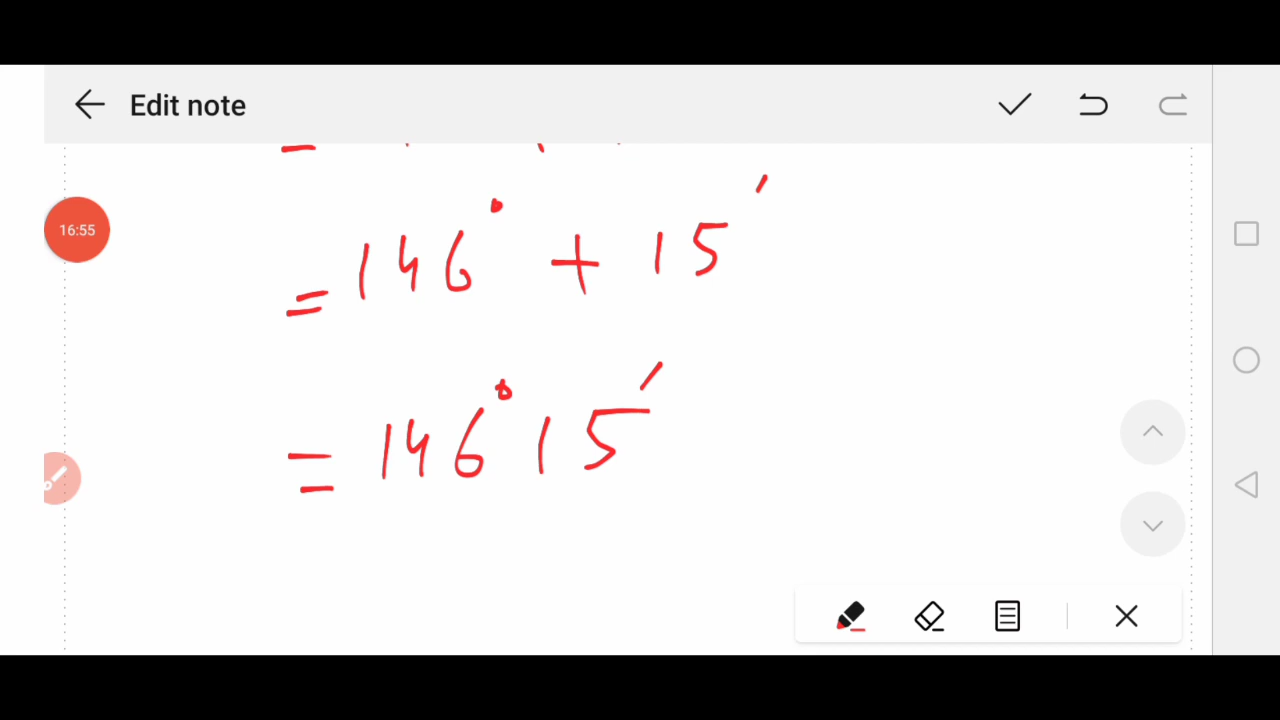 Edit note
16:55
= 146° + 15′
= 146° 15′